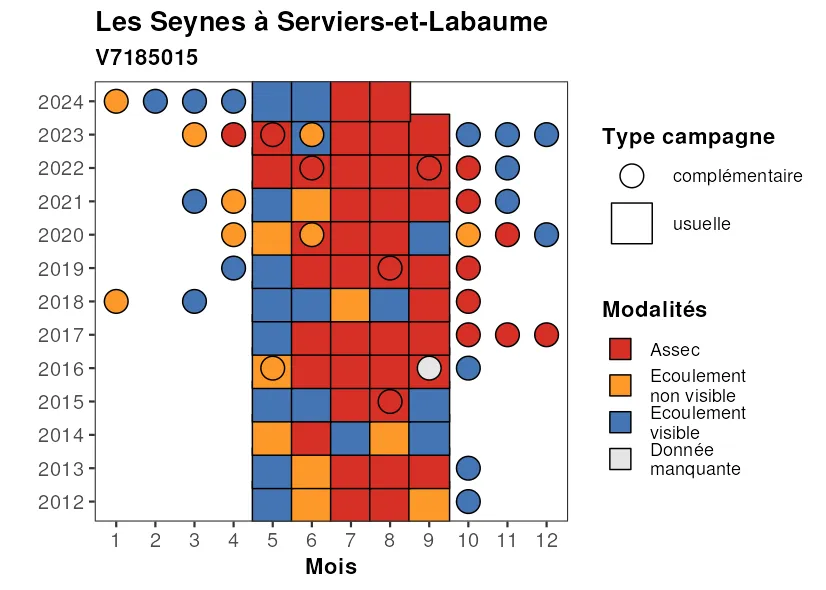 Les Seynes à Serviers-et-Labaume
V7185015
2024
2023
2022
2021
2020
2019
2018
2017
2016
2015
2014
2013
2012
1 2 3 4 5 6 7 8 9 10 11 12
Mois
Type campagne
complémentaire
usuelle
Modalités
Assec
Ecoulement
non visible
Ecoulement
visible
Donnée
manquante